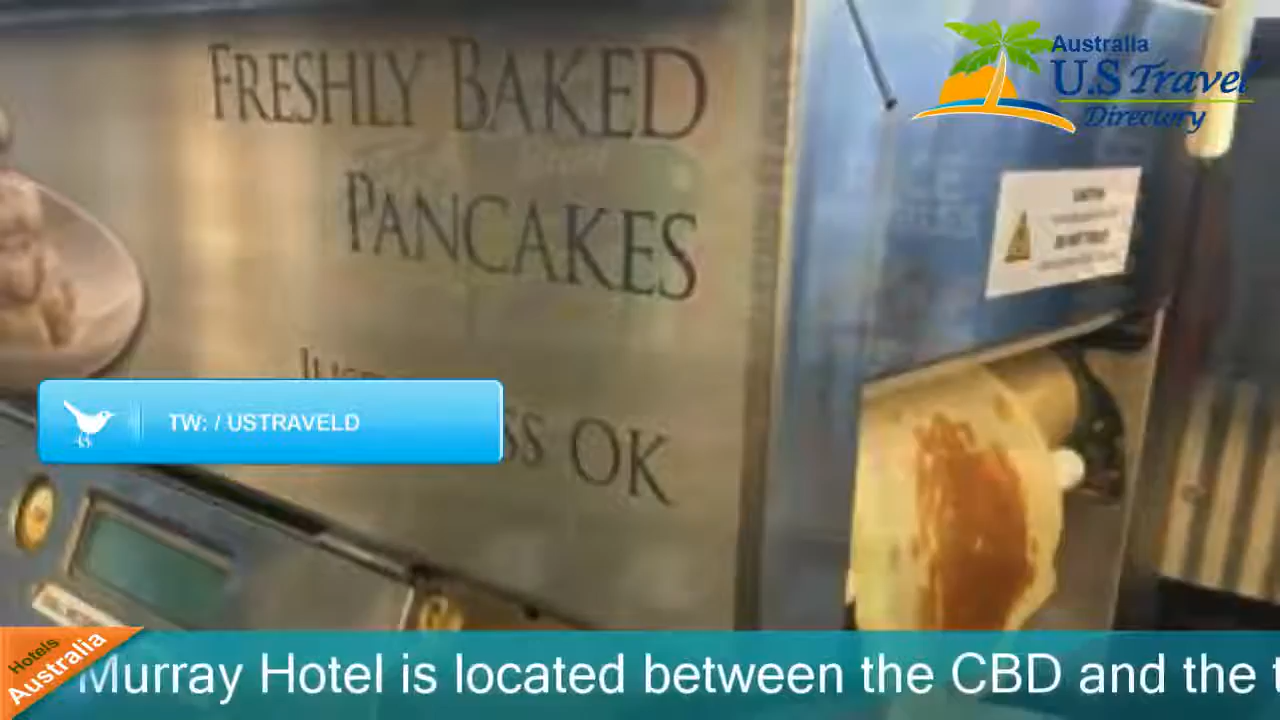 FRESHLY BAKED
PANCAKES
OK
Australia
U.S Travel
Directory
TW: / USTRAVELD
Hotels
Australia
Murray Hotel is located between the CBD and the